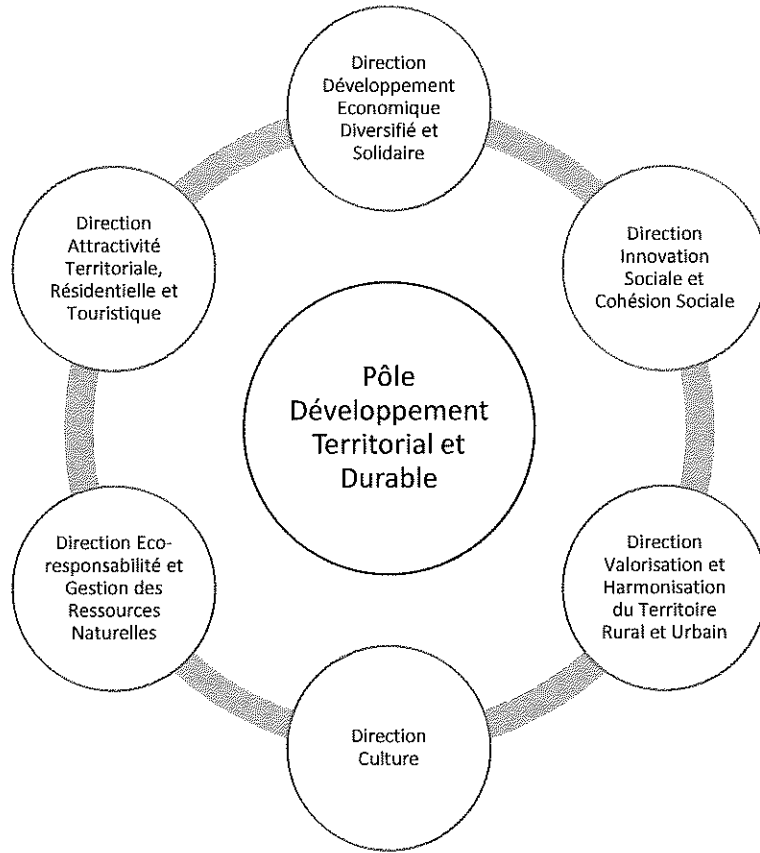 Direction
Développement
Economique
Diversifié et
Solidaire
Direction
Attractivité
Territoriale,
Résidentielle et
Touristique
Direction
Innovation
Sociale et
Cohésion Sociale
Pôle
Développement
Territorial et
Durable
Direction Eco-
responsabilité et
Gestion des
Ressources
Naturelles
Direction
Valorisation et
Harmonisation
du Territoire
Rural et Urbain
Direction
Culture